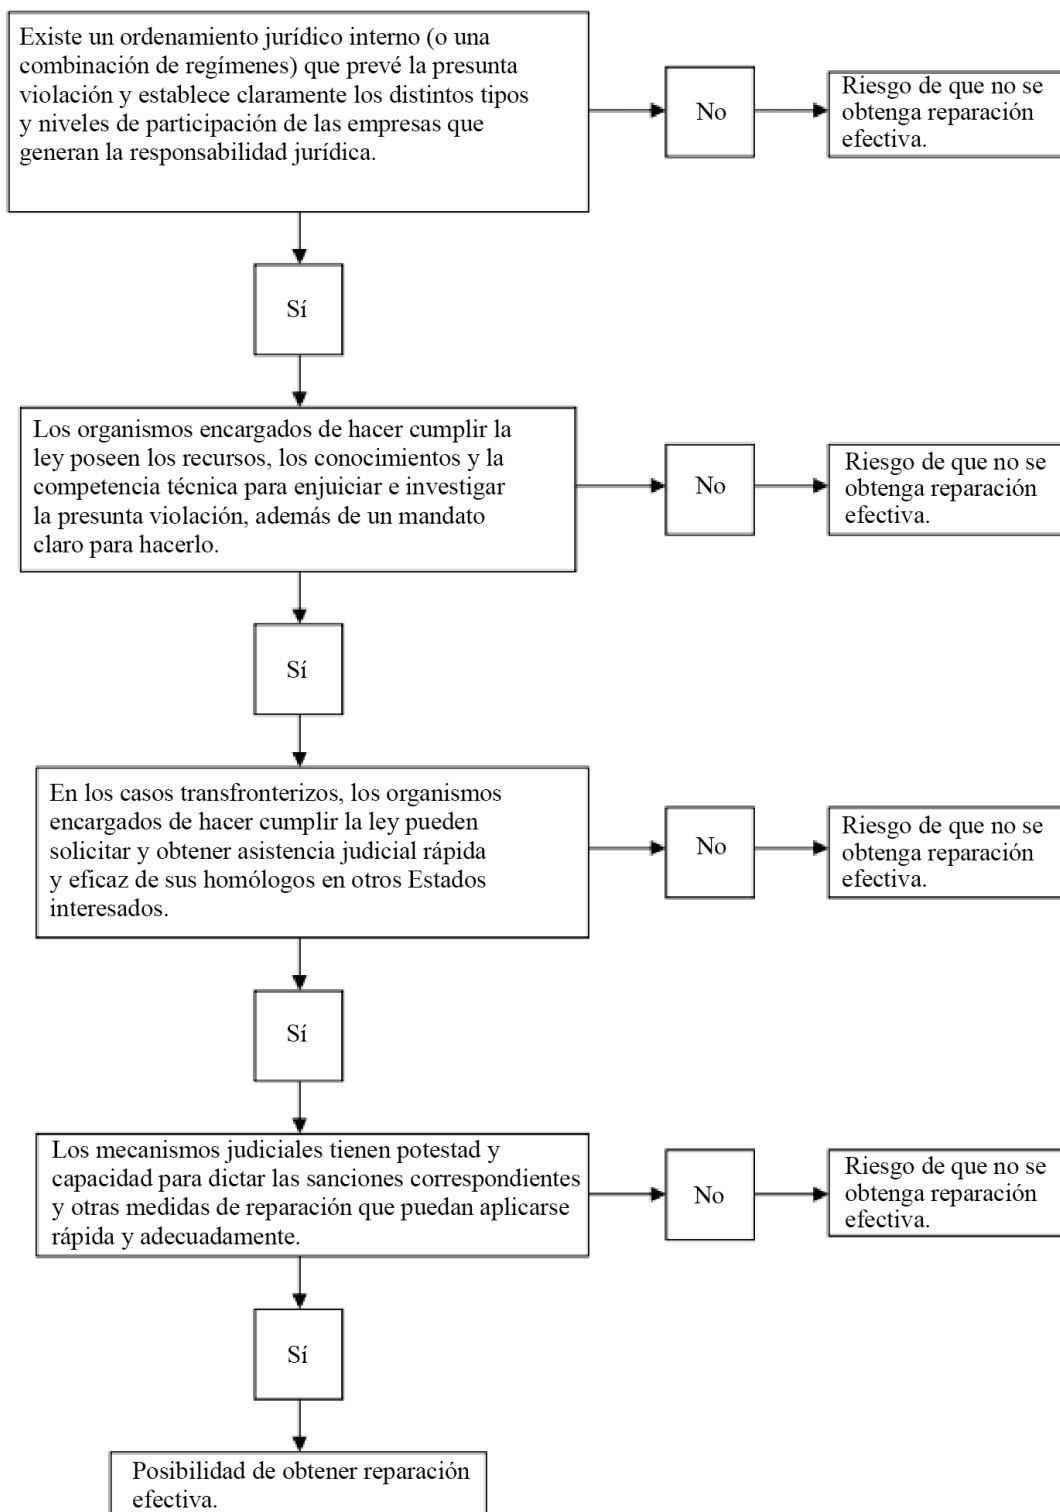 Existe un ordenamiento jurídico interno (o una
combinación de regímenes) que prevé la presunta
violación y establece claramente los distintos tipos
y niveles de participación de las empresas que
generan la responsabilidad jurídica.
No
Riesgo de que no se
obtenga reparación
efectiva.
Sí
Los organismos encargados de hacer cumplir la
ley poseen los recursos, los conocimientos y la
competencia técnica para enjuiciar e investigar
la presunta violación, además de un mandato
claro para hacerlo.
No
Riesgo de que no se
obtenga reparación
efectiva.
Sí
En los casos transfronterizos, los organismos
encargados de hacer cumplir la ley pueden
solicitar y obtener asistencia judicial rápida
y eficaz de sus homólogos en otros Estados
interesados.
No
Riesgo de que no se
obtenga reparación
efectiva.
Sí
Los mecanismos judiciales tienen potestad y
capacidad para dictar las sanciones correspondientes
y otras medidas de reparación que puedan aplicarse
rápida y adecuadamente.
No
Riesgo de que no se
obtenga reparación
efectiva.
Sí
Posibilidad de obtener reparación
efectiva.